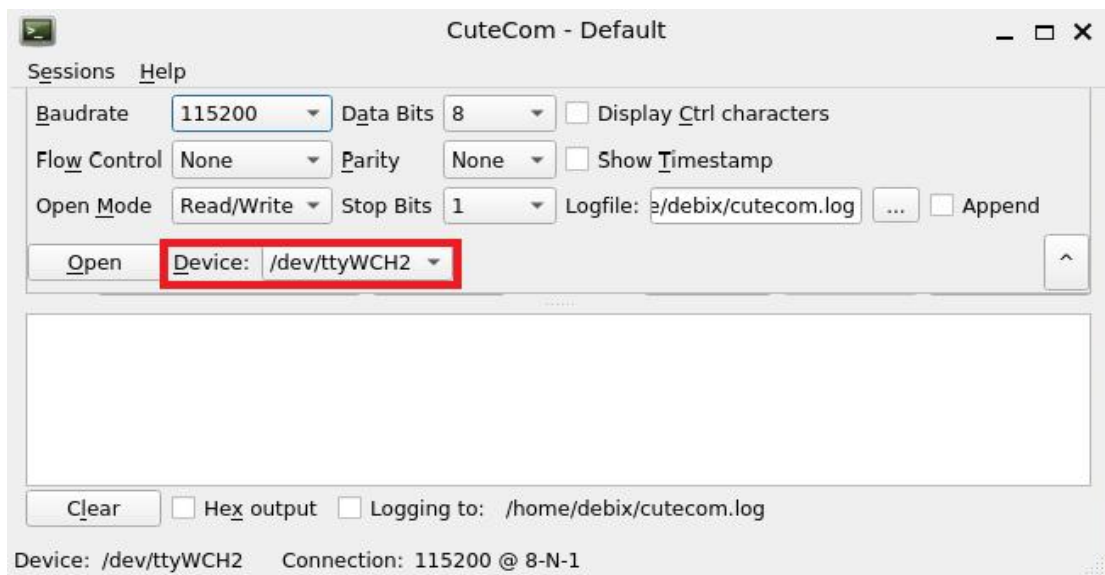 CuteCom - Default
Sessions Help
Baudrate 115200 Data Bits 8 Display Ctrl characters
Flow Control None Parity None Show Timestamp
Open Mode Read/Write Stop Bits 1 Logfile: e/debix/cutecom.log ... Append
Open Device: /dev/ttyWCH2
Clear Hex output Logging to: /home/debix/cutecom.log
Device: /dev/ttyWCH2 Connection: 115200 @ 8-N-1